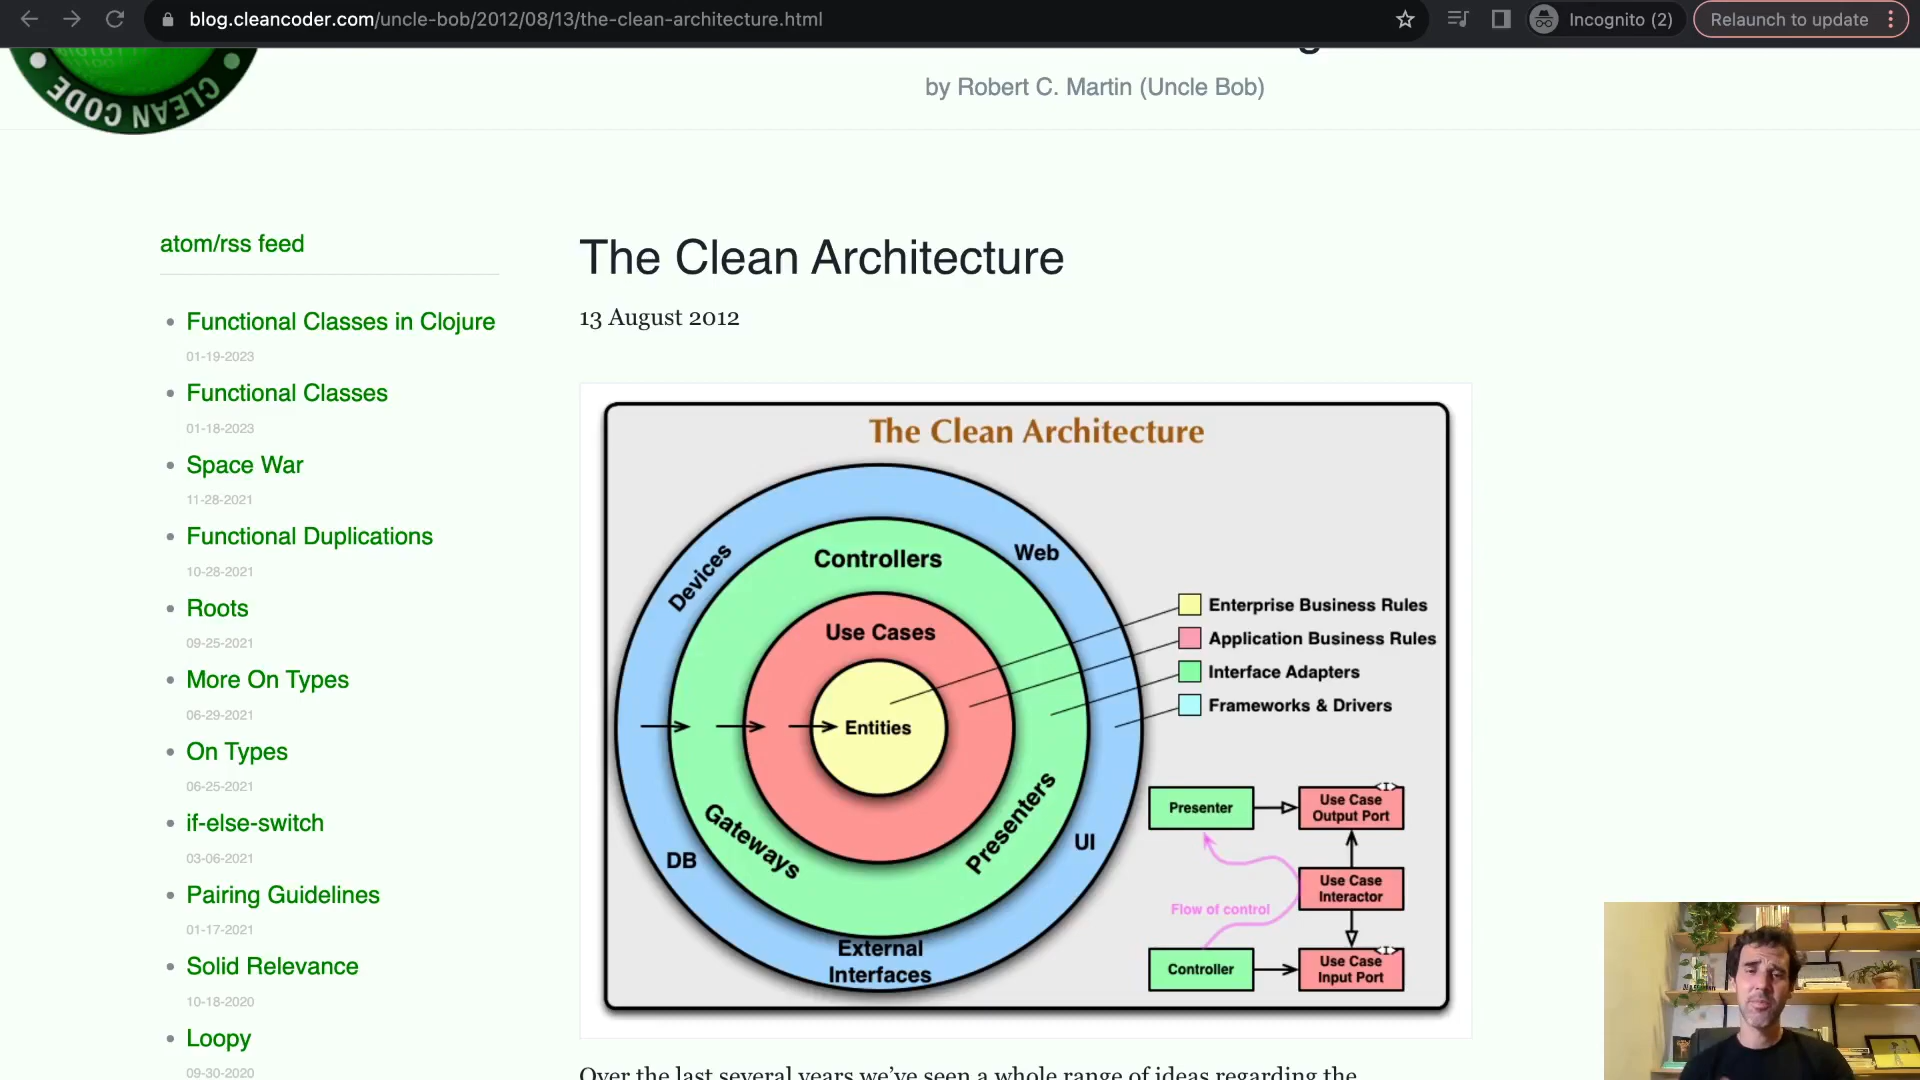 blog.cleancoder.com/uncle-bob/2012/08/13/the-clean-architecture.html
Incognito (2)
Relaunch to update
CLEAN CODE
by Robert C. Martin (Uncle Bob)
atom/rss feed
Functional Classes in Clojure
01-19-2023
Functional Classes
01-18-2023
Space War
11-28-2021
Functional Duplications
10-28-2021
Roots
09-25-2021
More On Types
06-29-2021
On Types
06-25-2021
if-else-switch
03-06-2021
Pairing Guidelines
01-17-2021
Solid Relevance
10-18-2020
Loopy
09-30-2020
The Clean Architecture
13 August 2012
The Clean Architecture
Devices
Web
Controllers
Use Cases
Entities
Gateways
Presenters
DB
UI
External
Interfaces
Enterprise Business Rules
Application Business Rules
Interface Adapters
Frameworks & Drivers
Presenter
Use Case
Output Port
<I>
Use Case
Interactor
Flow of control
Controller
Use Case
Input Port
<I>
Over the last several years we've seen a whole range of ideas regarding the